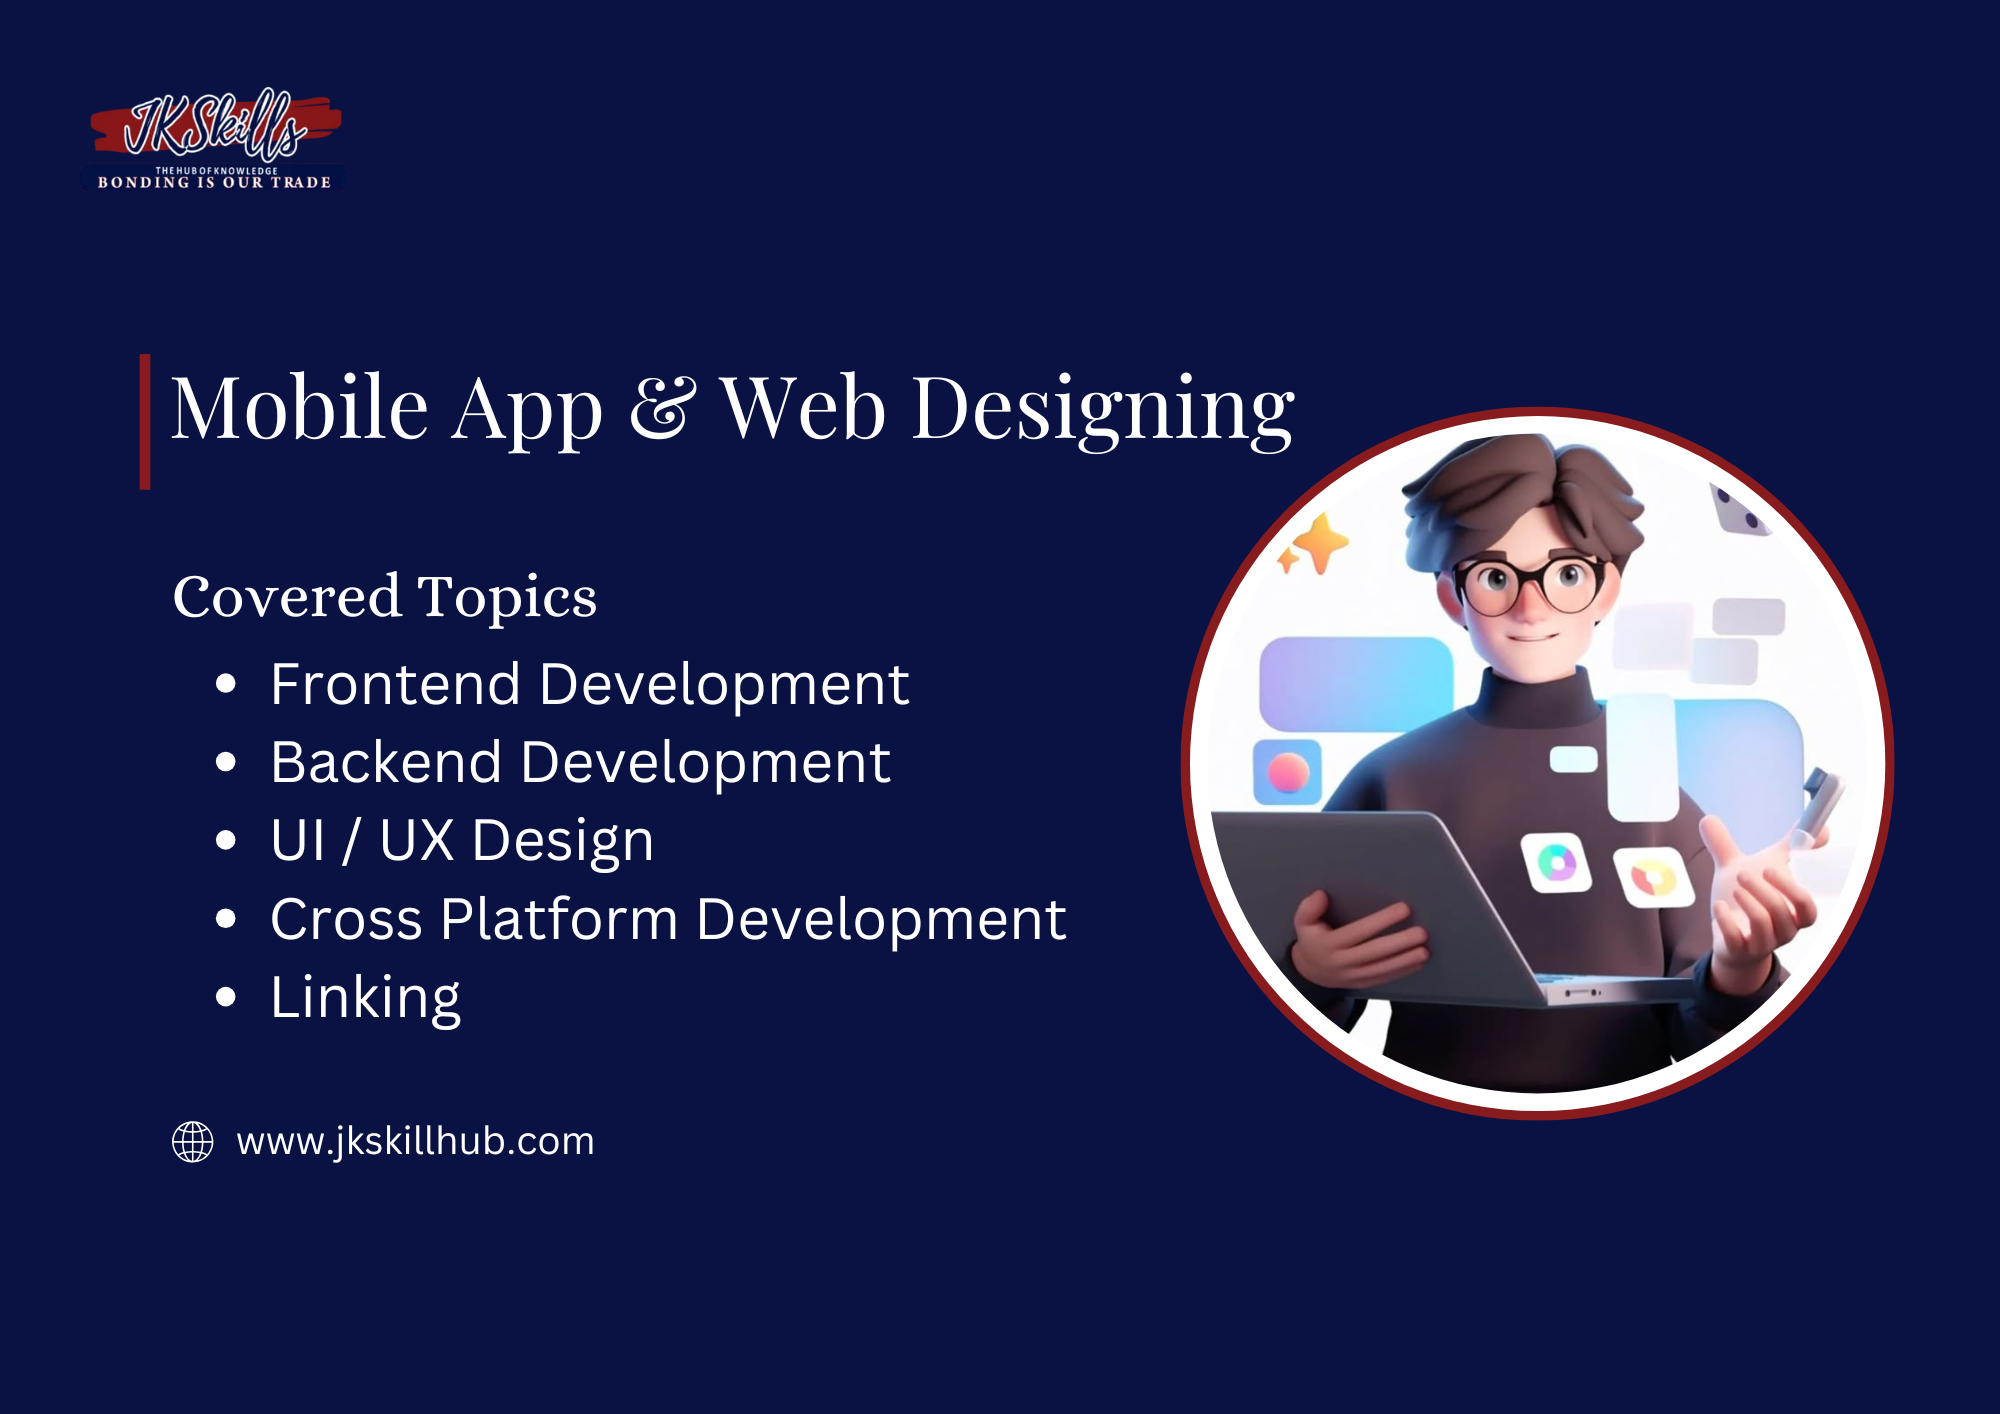 JKSkills
THE HUB OF KNOWLEDGE
BONDING IS OUR TRADE
Mobile App & Web Designing
Covered Topics
• Frontend Development
• Backend Development
• UI / UX Design
• Cross Platform Development
• Linking
www.jkskillhub.com